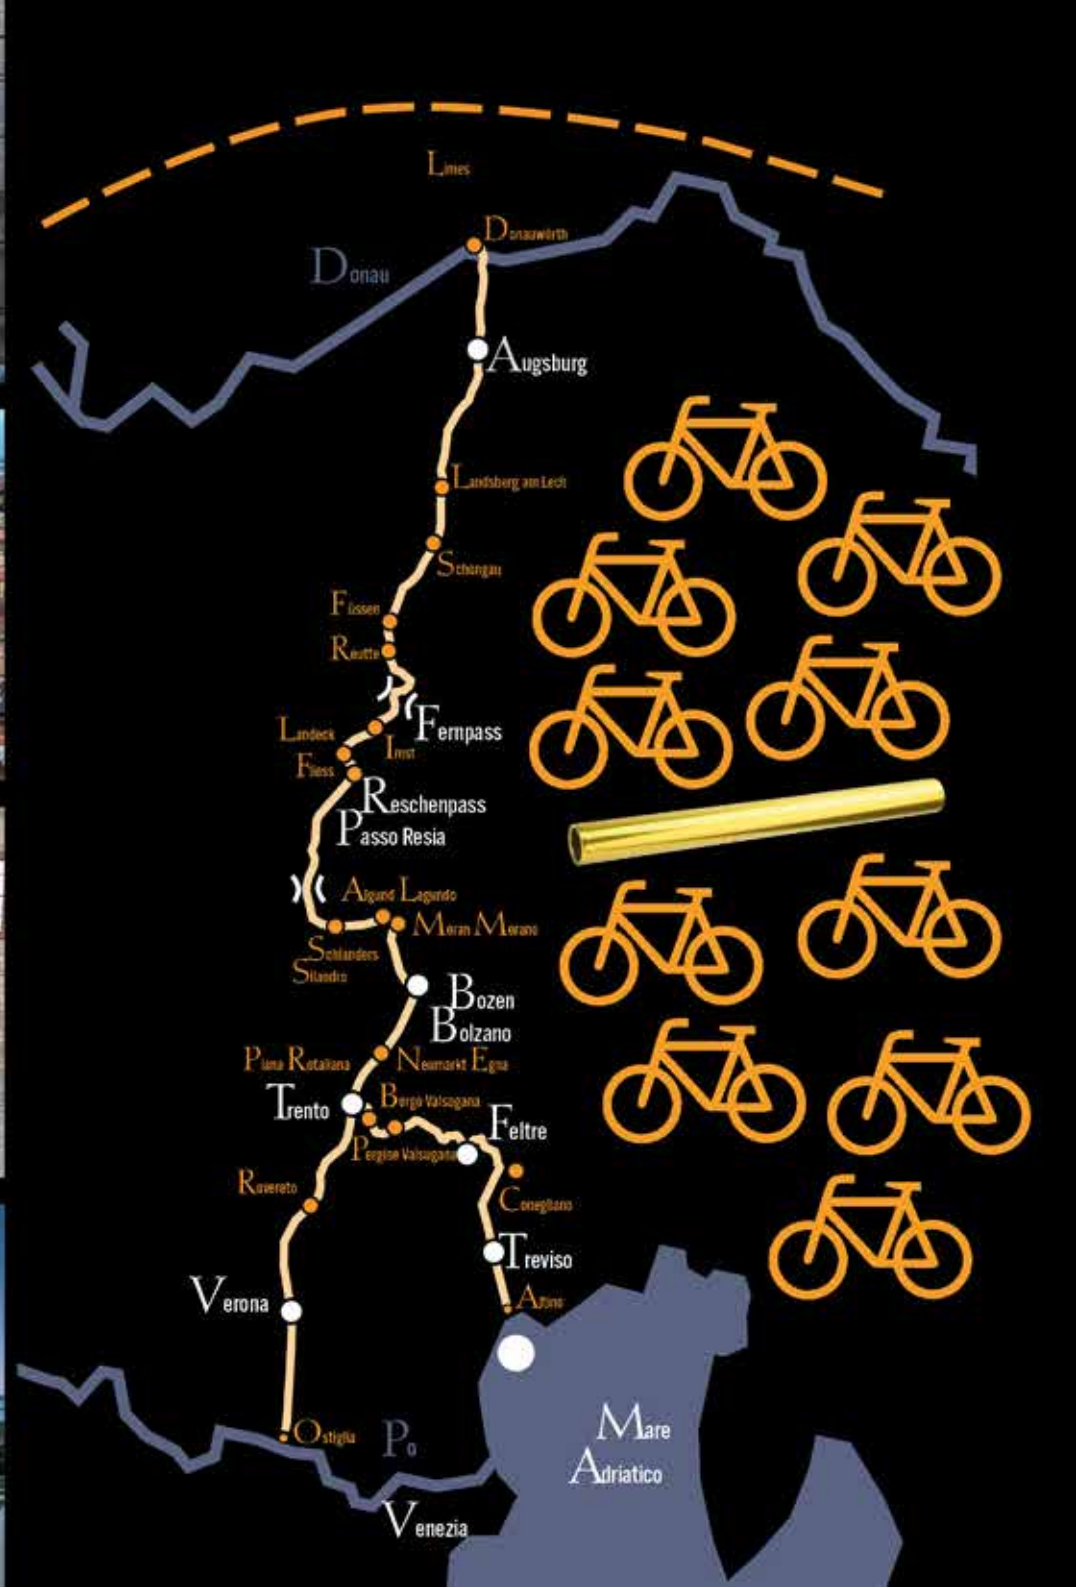 Limes
Donauwörth
Donau
Augsburg
Landsberg am Lech
Schongau
Füssen
Reutte
Fernpass
Landeck
Imst
Fliess
Reschenpass
Passo Resia
Algund Lagundo
Meran Merano
Schlanders
Silandro
Bozen
Bolzano
Piana Rotaliana
Neumarkt Egna
Trento
Borgo Valsugana
Feltre
Pergine Valsugana
Rovereto
Conegliano
Treviso
Verona
Altino
Mare
Adriatico
Ostiglia
Po
Venezia